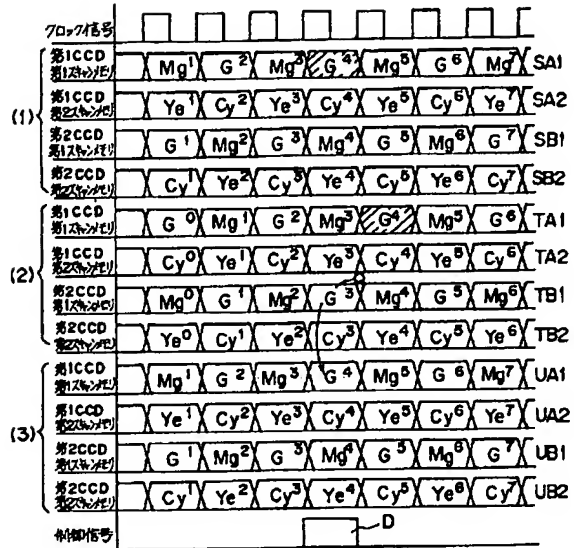 クロック信号
(1)
第1CCD
第1スキャンメモリ Mg1 G2 Mg3 G4 Mg5 G6 Mg7 SA1
第1CCD
第2スキャンメモリ Ye1 Cy2 Ye3 Cy4 Ye5 Cy6 Ye7 SA2
第2CCD
第1スキャンメモリ G1 Mg2 G3 Mg4 G5 Mg6 G7 SB1
第2CCD
第2スキャンメモリ Cy1 Ye2 Cy3 Ye4 Cy5 Ye6 Cy7 SB2
(2)
第1CCD
第1スキャンメモリ G0 Mg1 G2 Mg3 G4 Mg5 G6 TA1
第1CCD
第2スキャンメモリ Cy0 Ye1 Cy2 Ye3 Cy4 Ye5 Cy6 TA2
第2CCD
第1スキャンメモリ Mg0 G1 Mg2 G3 Mg4 G5 Mg6 TB1
第2CCD
第2スキャンメモリ Ye0 Cy1 Ye2 Cy3 Ye4 Cy5 Ye6 TB2
(3)
第1CCD
第1スキャンメモリ Mg1 G2 Mg3 G4 Mg5 G6 Mg7 UA1
第1CCD
第2スキャンメモリ Ye1 Cy2 Ye3 Cy4 Ye5 Cy6 Ye7 UA2
第2CCD
第1スキャンメモリ G1 Mg2 G3 Mg4 G5 Mg6 G7 UB1
第2CCD
第2スキャンメモリ Cy1 Ye2 Cy3 Ye4 Cy5 Ye6 Cy7 UB2
制御信号 D